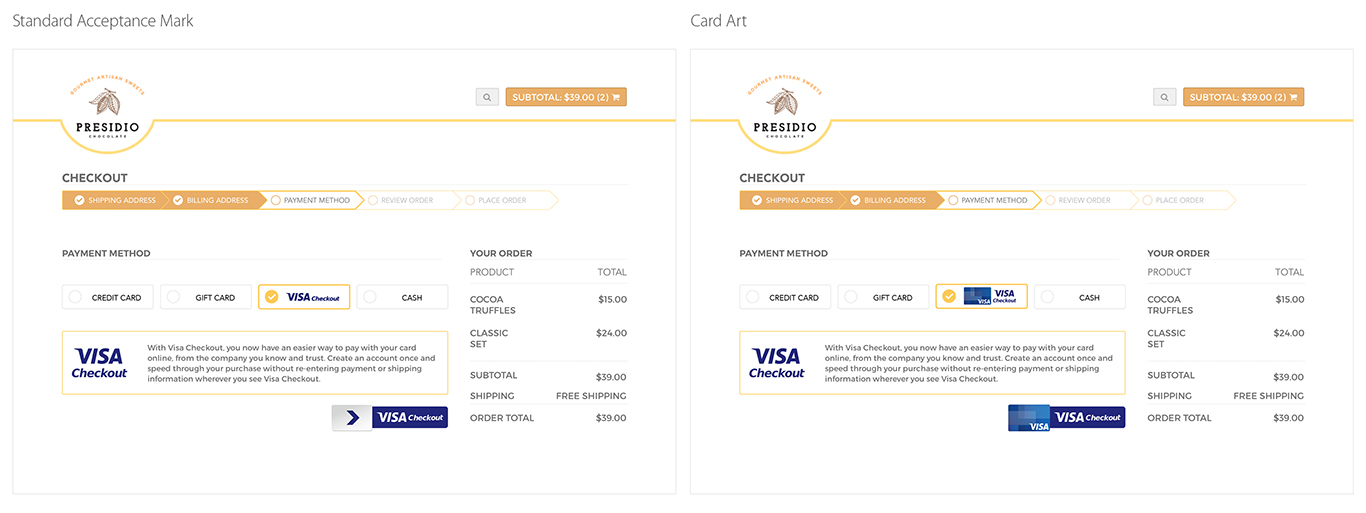 Standard Acceptance Mark
GOURMET ARTISAN SWEETS
PRESIDIO
CHOCOLATE
SUBTOTAL: $39.00 (2)
CHECKOUT
SHIPPING ADDRESS BILLING ADDRESS PAYMENT METHOD REVIEW ORDER PLACE ORDER
PAYMENT METHOD
CREDIT CARD GIFT CARD VISA Checkout CASH
VISA
Checkout
With Visa Checkout, you now have an easier way to pay with your card
online, from the company you know and trust. Create an account once and
speed through your purchase without re-entering payment or shipping
information wherever you see Visa Checkout.
VISA Checkout
YOUR ORDER
PRODUCT TOTAL
COCOA $15.00
TRUFFLES
CLASSIC $24.00
SET
SUBTOTAL $39.00
SHIPPING FREE SHIPPING
ORDER TOTAL $39.00
Card Art
GOURMET ARTISAN SWEETS
PRESIDIO
CHOCOLATE
SUBTOTAL: $39.00 (2)
CHECKOUT
SHIPPING ADDRESS BILLING ADDRESS PAYMENT METHOD REVIEW ORDER PLACE ORDER
PAYMENT METHOD
CREDIT CARD GIFT CARD VISA VISA Checkout CASH
VISA
Checkout
With Visa Checkout, you now have an easier way to pay with your card
online, from the company you know and trust. Create an account once and
speed through your purchase without re-entering payment or shipping
information wherever you see Visa Checkout.
VISA VISA Checkout
YOUR ORDER
PRODUCT TOTAL
COCOA $15.00
TRUFFLES
CLASSIC $24.00
SET
SUBTOTAL $39.00
SHIPPING FREE SHIPPING
ORDER TOTAL $39.00